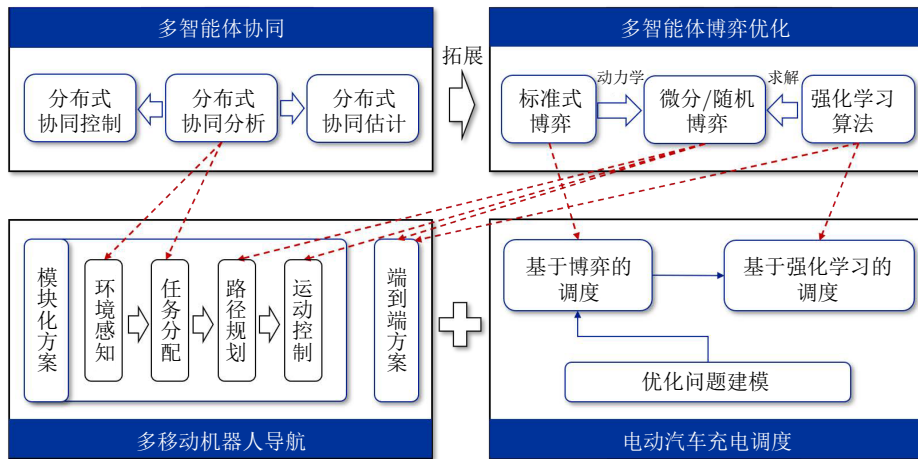 多智能体协同
分布式
协同控制
分布式
协同分析
分布式
协同估计
拓展
多智能体博弈优化
标准式
博弈
动力学
微分/随机
博弈
求解
强化学习
算法
模块化方案
环境感知
任务分配
路径规划
运动控制
端到端方案
多移动机器人导航
基于博弈的
调度
基于强化学习的
调度
优化问题建模
电动汽车充电调度